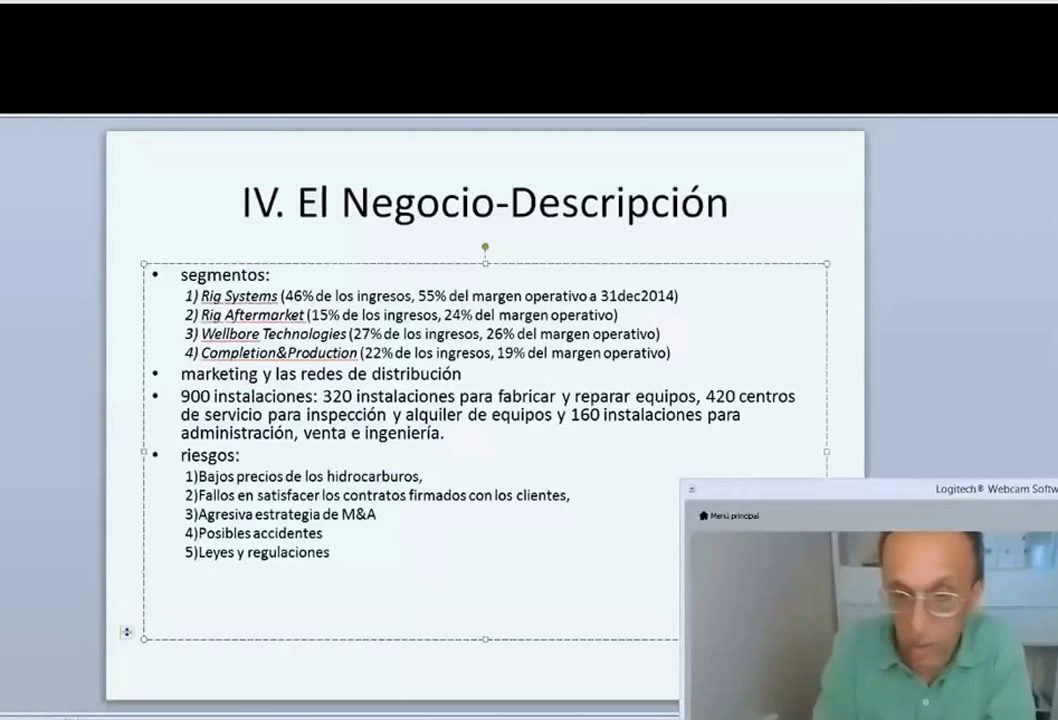 IV. El Negocio-Descripción
• segmentos:
1) Rig Systems (46% de los ingresos, 55% del margen operativo a 31dec2014)
2) Rig Aftermarket (15% de los ingresos, 24% del margen operativo)
3) Wellbore Technologies (27% de los ingresos, 26% del margen operativo)
4) Completion&Production (22% de los ingresos, 19% del margen operativo)
• marketing y las redes de distribución
• 900 instalaciones: 320 instalaciones para fabricar y reparar equipos, 420 centros
de servicio para inspección y alquiler de equipos y 160 instalaciones para
administración, venta e ingeniería.
• riesgos:
1)Bajos precios de los hidrocarburos,
2)Fallos en satisfacer los contratos firmados con los clientes,
3)Agresiva estrategia de M&A
4)Posibles accidentes
5)Leyes y regulaciones
Logitech® Webcam Softw
Menú principal